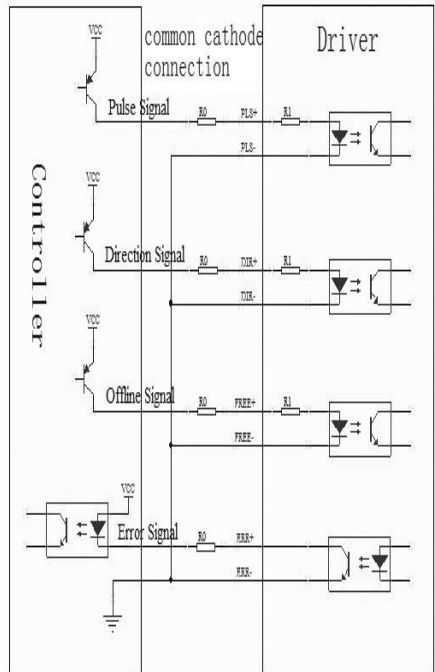 common cathode
connection
Driver
Controller
VCC
Pulse Signal
R0
PLS+
R1
PLS-
VCC
Direction Signal
R0
DIR+
R1
DIR-
VCC
Offline Signal
R0
FREE+
R1
FREE-
VCC
Error Signal
R0
ERR+
ERR-